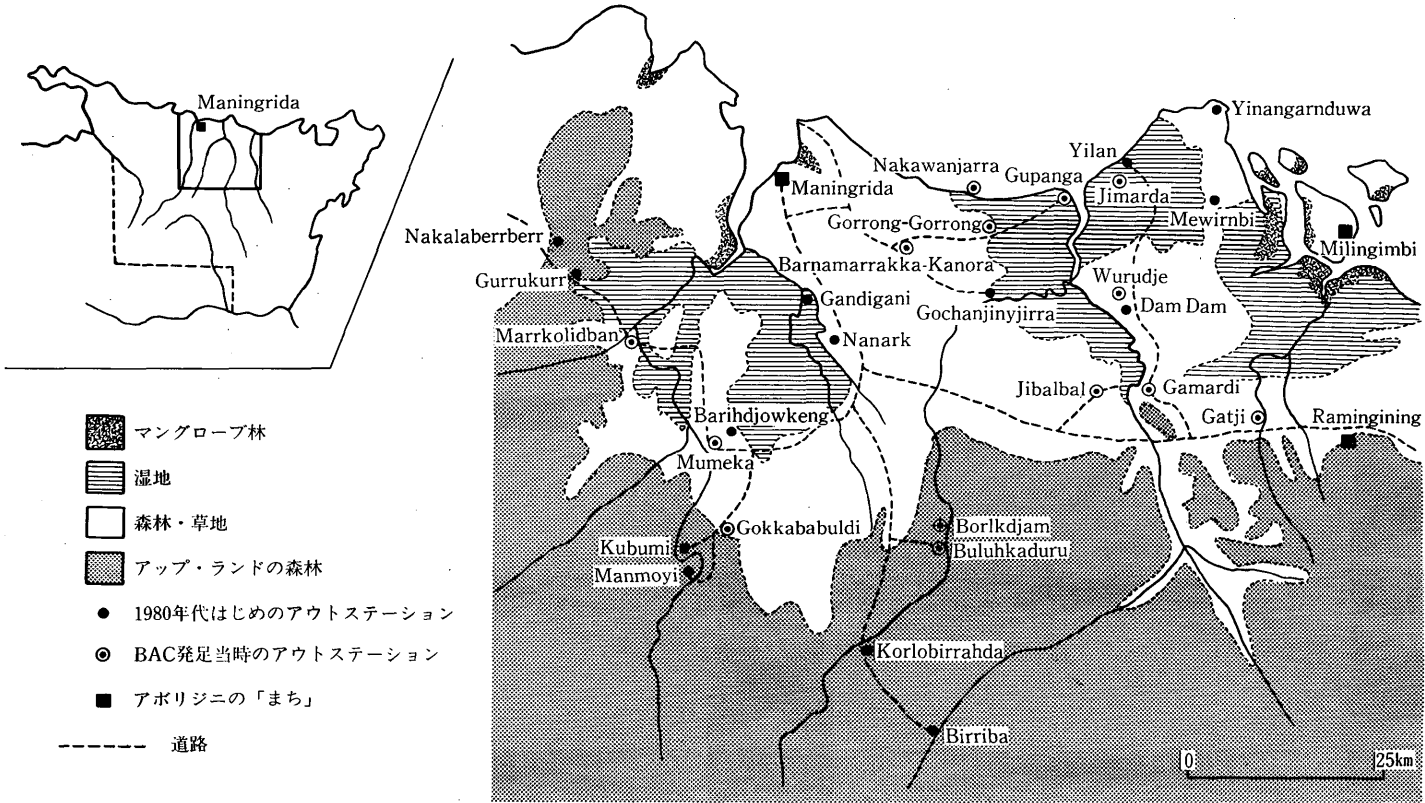 Maningrida
マングローブ林
湿地
森林・草地
アップ・ランドの森林
1980年代はじめのアウトステーション
BAC発足当時のアウトステーション
アボリジニの「まち」
道路
Yinangarnduwa
Yilan
Nakawanjarra
Gupanga
Maningrida
Jimarda
Mewirnbi
Gorrong-Gorrong
Nakalaberrberr
Milingimbi
Barnamarrakka-Kanora
Gurrukurr
Wurudje
Gandigani
Gochanjinyjirra
Dam Dam
Marrkolidban
Nanark
Jibalbal
Gamardi
Barihdjowkeng
Gatji
Ramingining
Mumeka
Gokkababuldi
Borlkdjam
Kubumi
Buluhkaduru
Manmoyi
Korlobirrahda
Birriba
0
25km